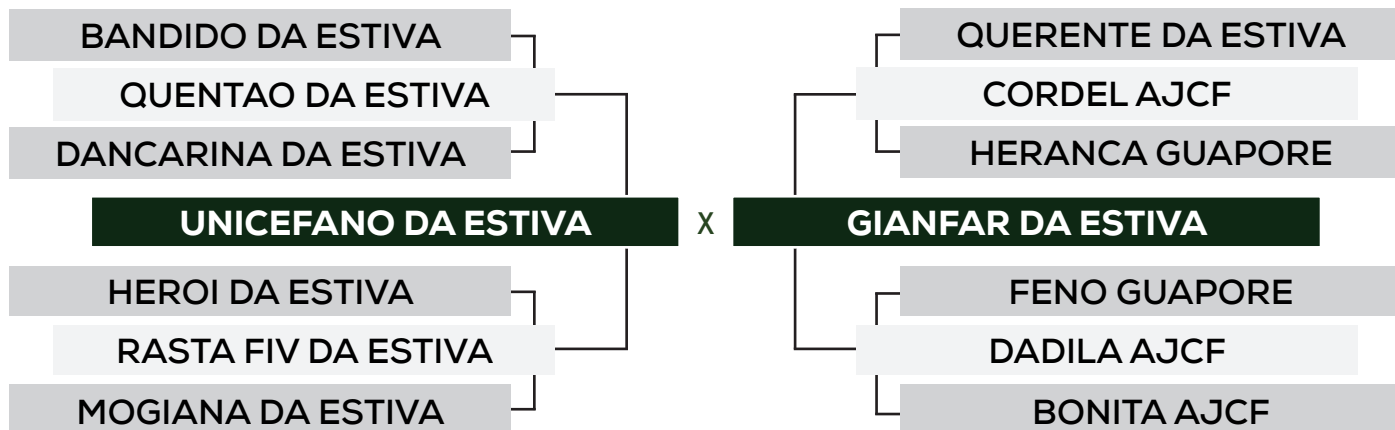 BANDIDO DA ESTIVA
QUENTAO DA ESTIVA
DANCARINA DA ESTIVA
QUERENTE DA ESTIVA
CORDEL AJCF
HERANCA GUAPORE
UNICEFANO DA ESTIVA X GIANFAR DA ESTIVA
HEROI DA ESTIVA
RASTA FIV DA ESTIVA
MOGIANA DA ESTIVA
FENO GUAPORE
DADILA AJCF
BONITA AJCF